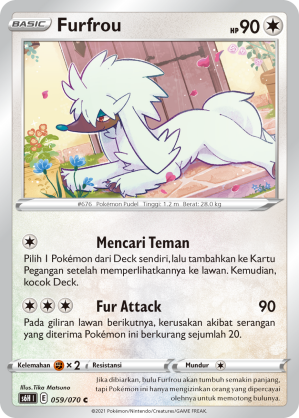 BASIC Furfrou HP 90
#676 Pokémon Pudel Tinggi: 1.2 m Berat: 28.0 kg
Mencari Teman
Pilih 1 Pokémon dari Deck sendiri, lalu tambahkan ke Kartu
Pegangan setelah memperlihatkannya ke lawan. Kemudian,
kocok Deck.
Fur Attack 90
Pada giliran lawan berikutnya, kerusakan akibat serangan
yang diterima Pokémon ini berkurang sejumlah 20.
Kelemahan × 2 Resistansi Mundur
Illus. Tika Matsuno
S6H E 059/070 C
Jika dibiarkan, bulu Furfrou akan tumbuh semakin panjang,
tapi Pokémon ini hanya mengizinkan orang
kepercayaannya untuk memotong bulunya.
©2021 Pokémon/Nintendo/Creatures/GAME FREAK